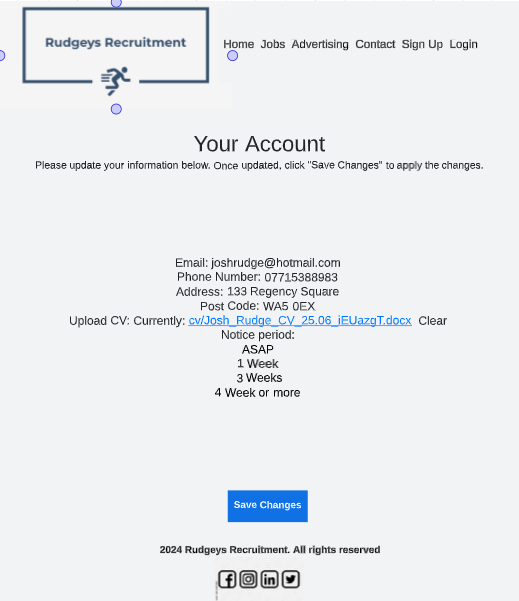 Rudgeys Recruitment
Home Jobs Advertising Contact Sign Up Login
Your Account
Please update your information below. Once updated, click "Save Changes" to apply the changes.
Email: joshrudge@hotmail.com
Phone Number: 07715388983
Address: 133 Regency Square
Post Code: WA5 0EX
Upload CV: Currently: cv/Josh_Rudge_CV_25.06_iEUazgT.docx Clear
Notice period:
ASAP
1 Week
3 Weeks
4 Week or more
Save Changes
2024 Rudgeys Recruitment. All rights reserved